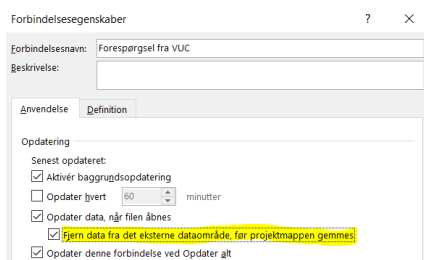 Forbindelsesegenskaber ? ×
Forbindelsesnavn: Forespørgsel fra VUC
Beskrivelse:
Anvendelse Definition
Opdatering
Senest opdateret:
Aktivér baggrundsopdatering
Opdater hvert 60 minutter
Opdater data, når filen åbnes
Fjern data fra det eksterne dataområde, før projektmappen gemmes
Opdater denne forbindelse ved Opdater alt